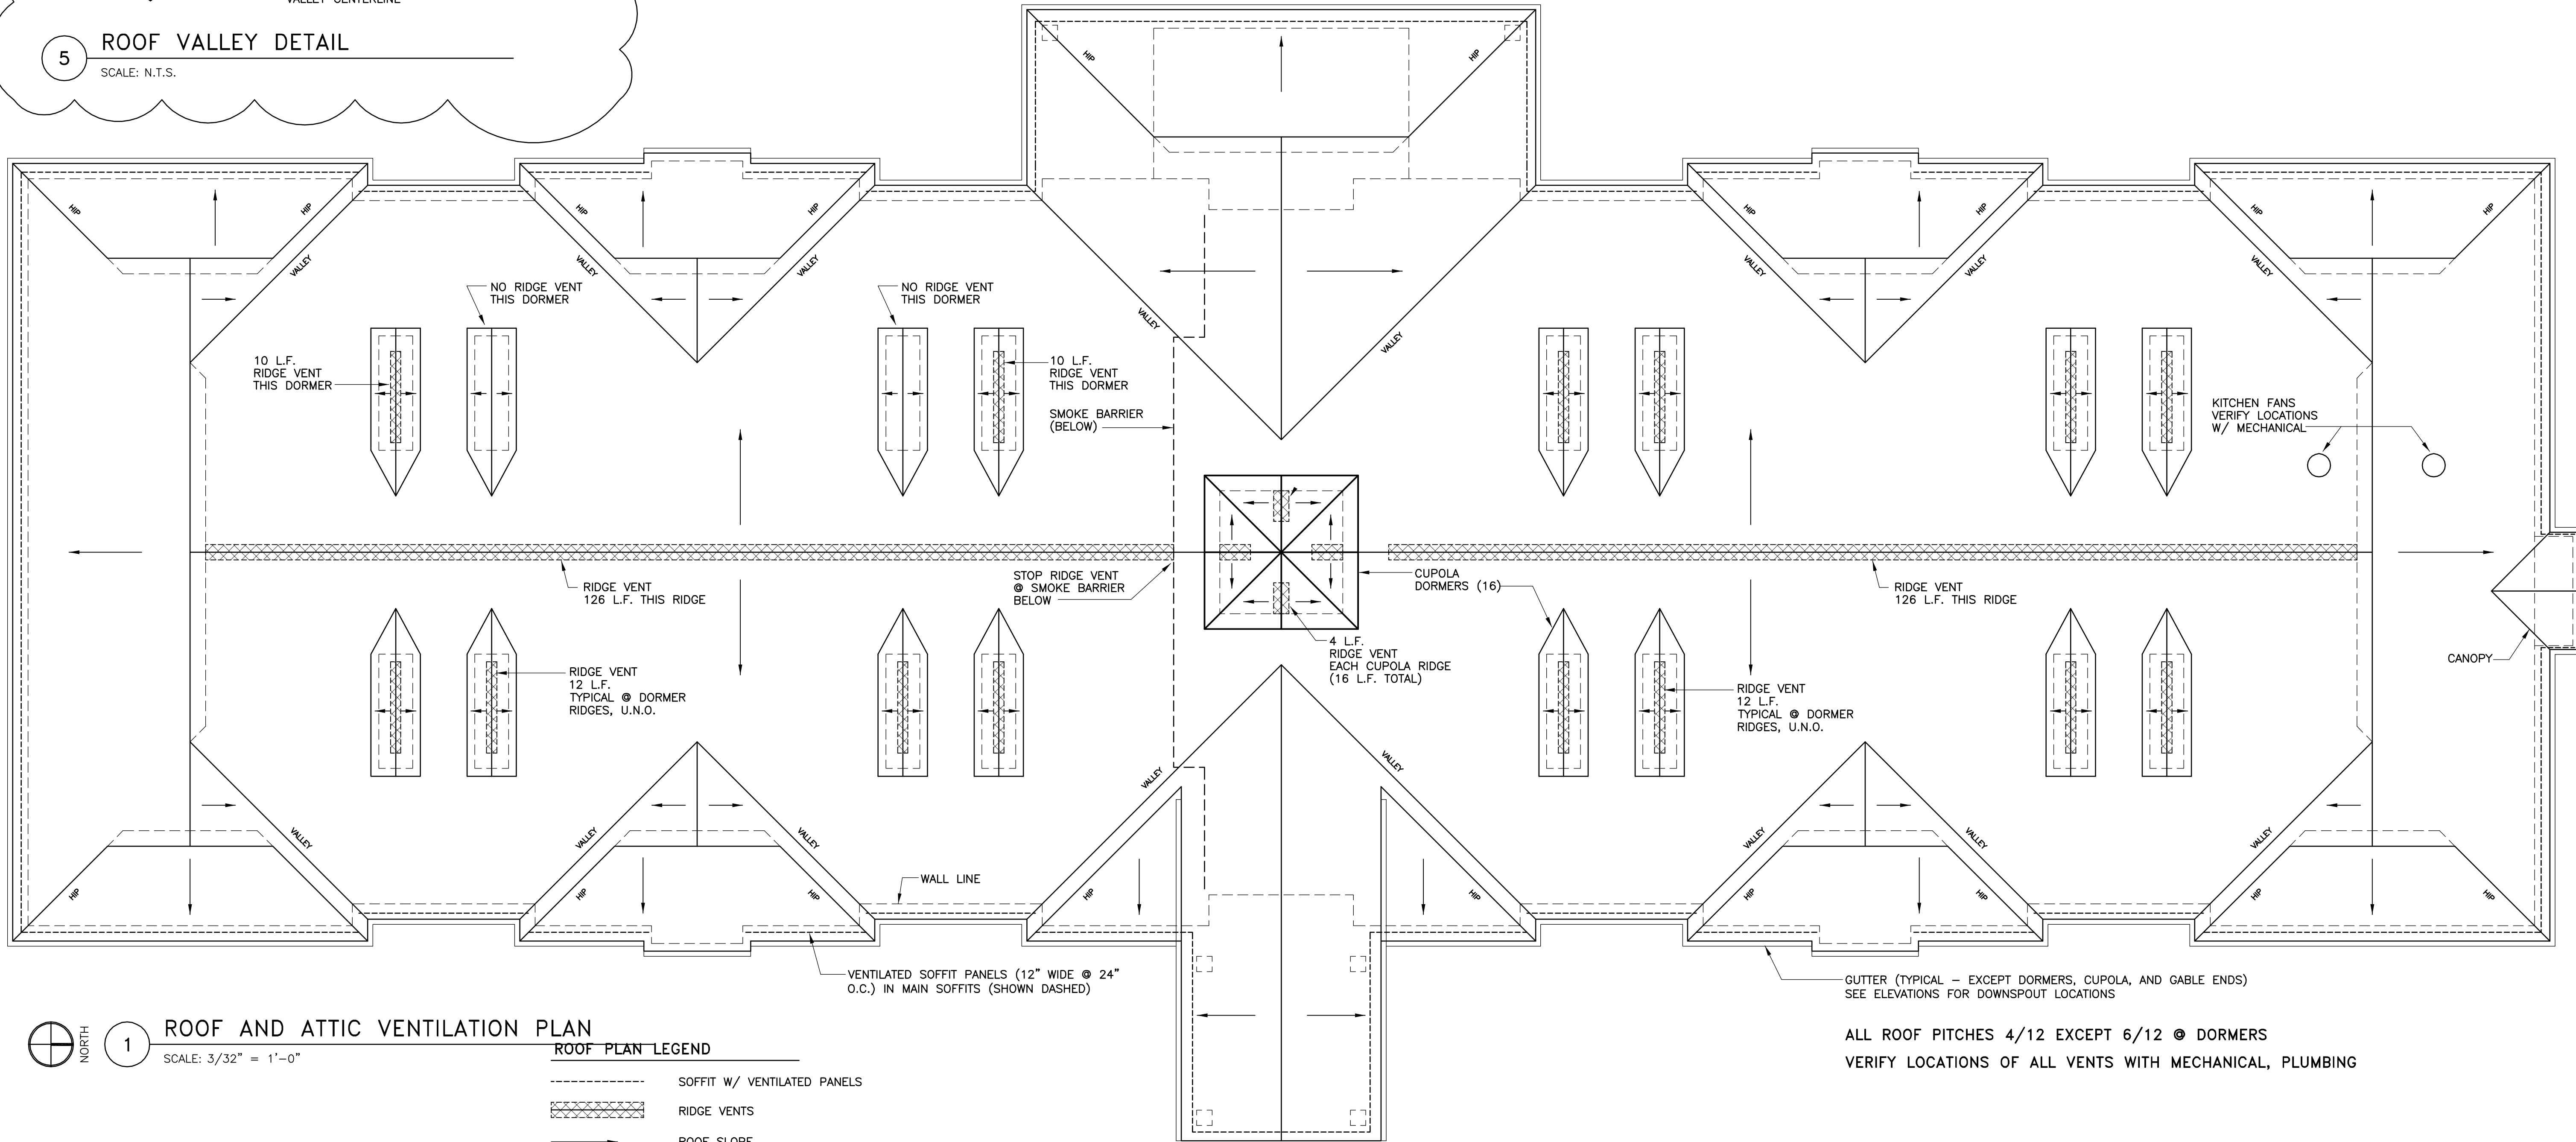 VALLEY CENTERLINE
5
ROOF VALLEY DETAIL
SCALE: N.T.S.
HIP
HIP
HIP
HIP
HIP
HIP
HIP
HIP
HIP
HIP
VALLEY
VALLEY
VALLEY
VALLEY
VALLEY
VALLEY
VALLEY
VALLEY
NO RIDGE VENT
THIS DORMER
NO RIDGE VENT
THIS DORMER
10 L.F.
RIDGE VENT
THIS DORMER
10 L.F.
RIDGE VENT
THIS DORMER
SMOKE BARRIER
(BELOW)
KITCHEN FANS
VERIFY LOCATIONS
W/ MECHANICAL
RIDGE VENT
126 L.F. THIS RIDGE
STOP RIDGE VENT
@ SMOKE BARRIER
BELOW
CUPOLA
DORMERS (16)
RIDGE VENT
126 L.F. THIS RIDGE
4 L.F.
RIDGE VENT
EACH CUPOLA RIDGE
(16 L.F. TOTAL)
CANOPY
RIDGE VENT
12 L.F.
TYPICAL @ DORMER
RIDGES, U.N.O.
RIDGE VENT
12 L.F.
TYPICAL @ DORMER
RIDGES, U.N.O.
VALLEY
VALLEY
VALLEY
VALLEY
VALLEY
VALLEY
VALLEY
VALLEY
HIP
HIP
HIP
HIP
HIP
HIP
HIP
HIP
HIP
WALL LINE
VENTILATED SOFFIT PANELS (12" WIDE @ 24"
O.C.) IN MAIN SOFFITS (SHOWN DASHED)
GUTTER (TYPICAL – EXCEPT DORMERS, CUPOLA, AND GABLE ENDS)
SEE ELEVATIONS FOR DOWNSPOUT LOCATIONS
NORTH
1
ROOF AND ATTIC VENTILATION PLAN
SCALE: 3/32" = 1'–0"
ALL ROOF PITCHES 4/12 EXCEPT 6/12 @ DORMERS
VERIFY LOCATIONS OF ALL VENTS WITH MECHANICAL, PLUMBING
ROOF PLAN LEGEND
SOFFIT W/ VENTILATED PANELS
RIDGE VENTS
ROOF SLOPE